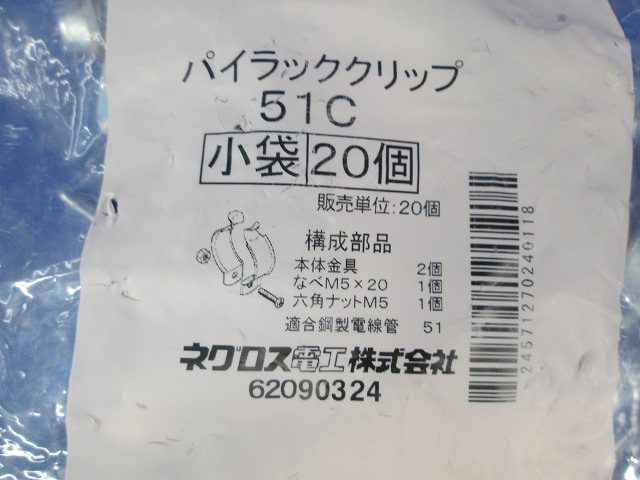 パイラッククリップ
51C
小袋 20個
販売単位:20個
構成部品
本体金具 2個
なべM5×20 1個
六角ナットM5 1個
適合鋼製電線管 51
ネグロス電工株式会社
62090324
2457127024​0118